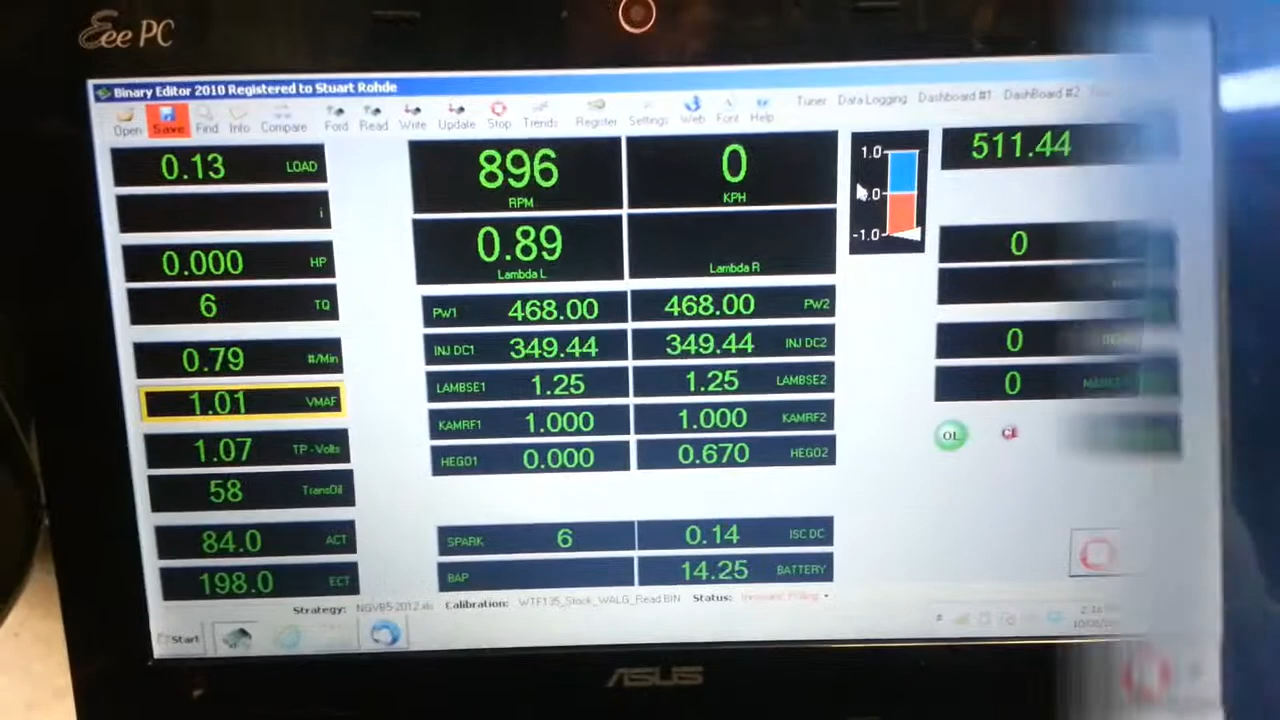 Eee PC
Binary Editor 2010 Registered to Stuart Rohde
Open Save Find Info Compare Ford Read Write Update Stop Trends Register Settings Web Font Help Tuner Data Logging Dashboard #1 DashBoard #2
0.13 LOAD
i
0.000 HP
6 TQ
0.79 #/Min
1.01 VMAF
1.07 TP-Volts
58 TransOil
84.0 ACT
198.0 ECT
896 RPM
0 KPH
0.89 Lambda L
Lambda R
PW1 468.00 468.00 PW2
INJ DC1 349.44 349.44 INJ DC2
LAMBSE1 1.25 1.25 LAMBSE2
KAMRF1 1.000 1.000 KAMRF2
HEGO1 0.000 0.670 HEGO2
SPARK 6 0.14 ISC DC
BAP 14.25 BATTERY
1.0
-1.0
511.44
0
0
0
OL
Strategy: NGVB5-2012.xls Calibration: WTF135_Stock_WALG_Read.BIN Status:
Start
ASUS